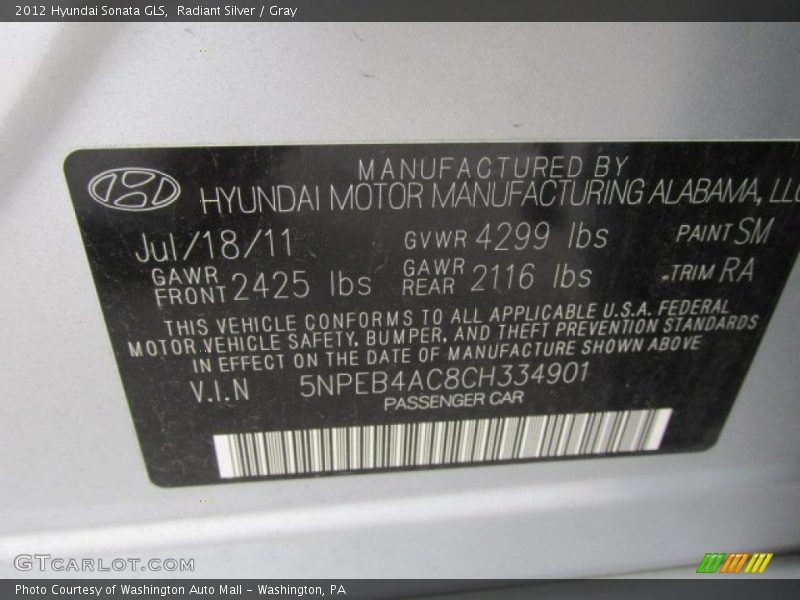 2012 Hyundai Sonata GLS, Radiant Silver / Gray
MANUFACTURED BY
HYUNDAI MOTOR MANUFACTURING ALABAMA, LLC
Jul/18/11 GVWR 4299 lbs PAINT SM
GAWR FRONT 2425 lbs GAWR REAR 2116 lbs TRIM RA
THIS VEHICLE CONFORMS TO ALL APPLICABLE U.S.A. FEDERAL
MOTOR VEHICLE SAFETY, BUMPER, AND THEFT PREVENTION STANDARDS
IN EFFECT ON THE DATE OF MANUFACTURE SHOWN ABOVE
V.I.N 5NPEB4AC8CH334901
PASSENGER CAR
GTCARLOT.COM
Photo Courtesy of Washington Auto Mall - Washington, PA